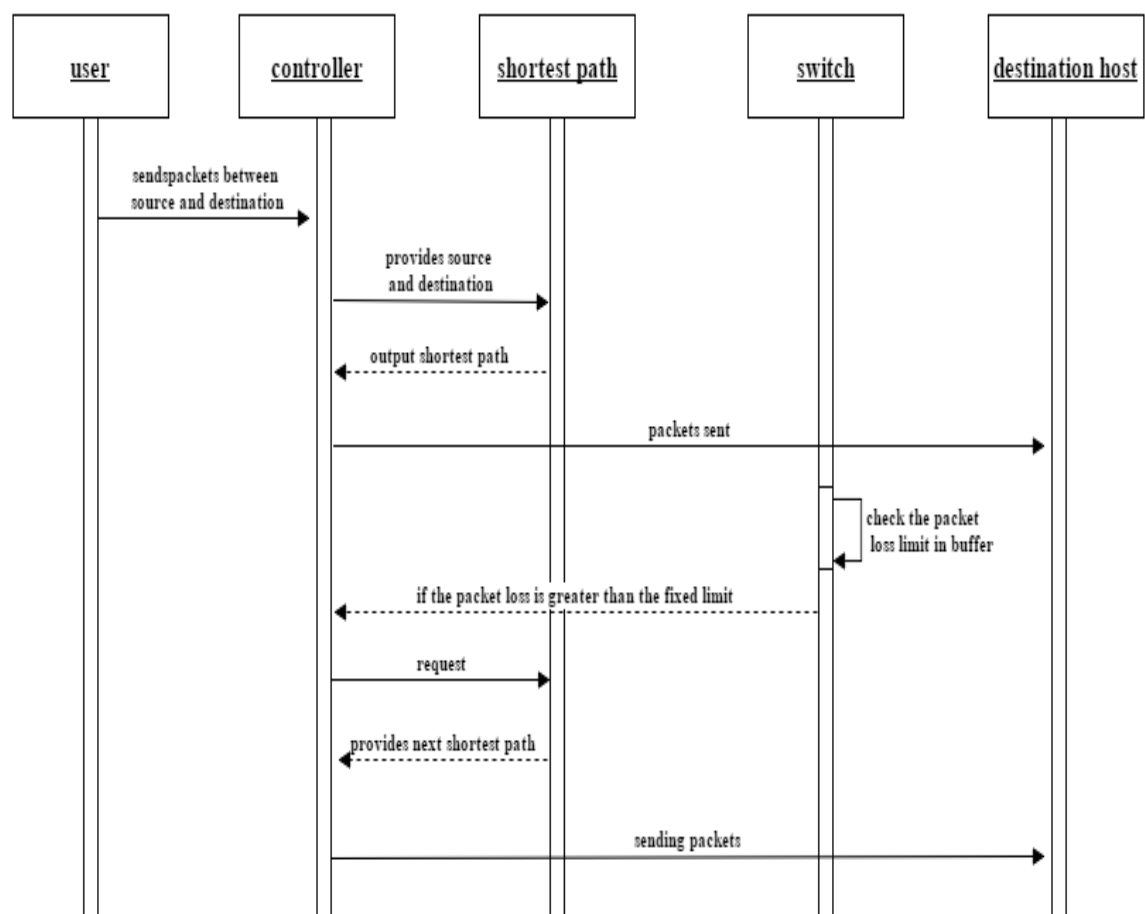 user
controller
shortest path
switch
destination host
sendspackets between
source and destination
provides source
and destination
output shortest path
packets sent
check the packet
loss limit in buffer
if the packet loss is greater than the fixed limit
request
provides next shortest path
sending packets